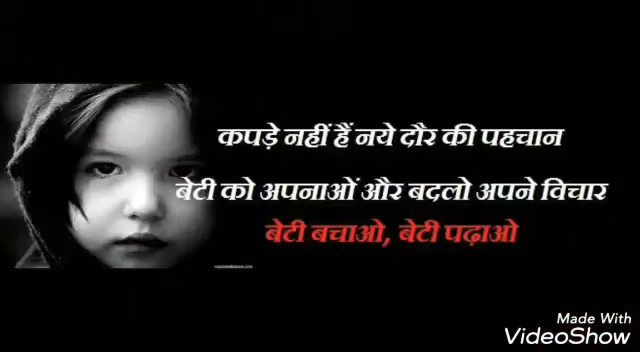 कपड़े नहीं हैं नये दौर की पहचान
बेटी को अपनाओं और बदलो अपने विचार
बेटी बचाओ, बेटी पढ़ाओ
Made With
VideoShow